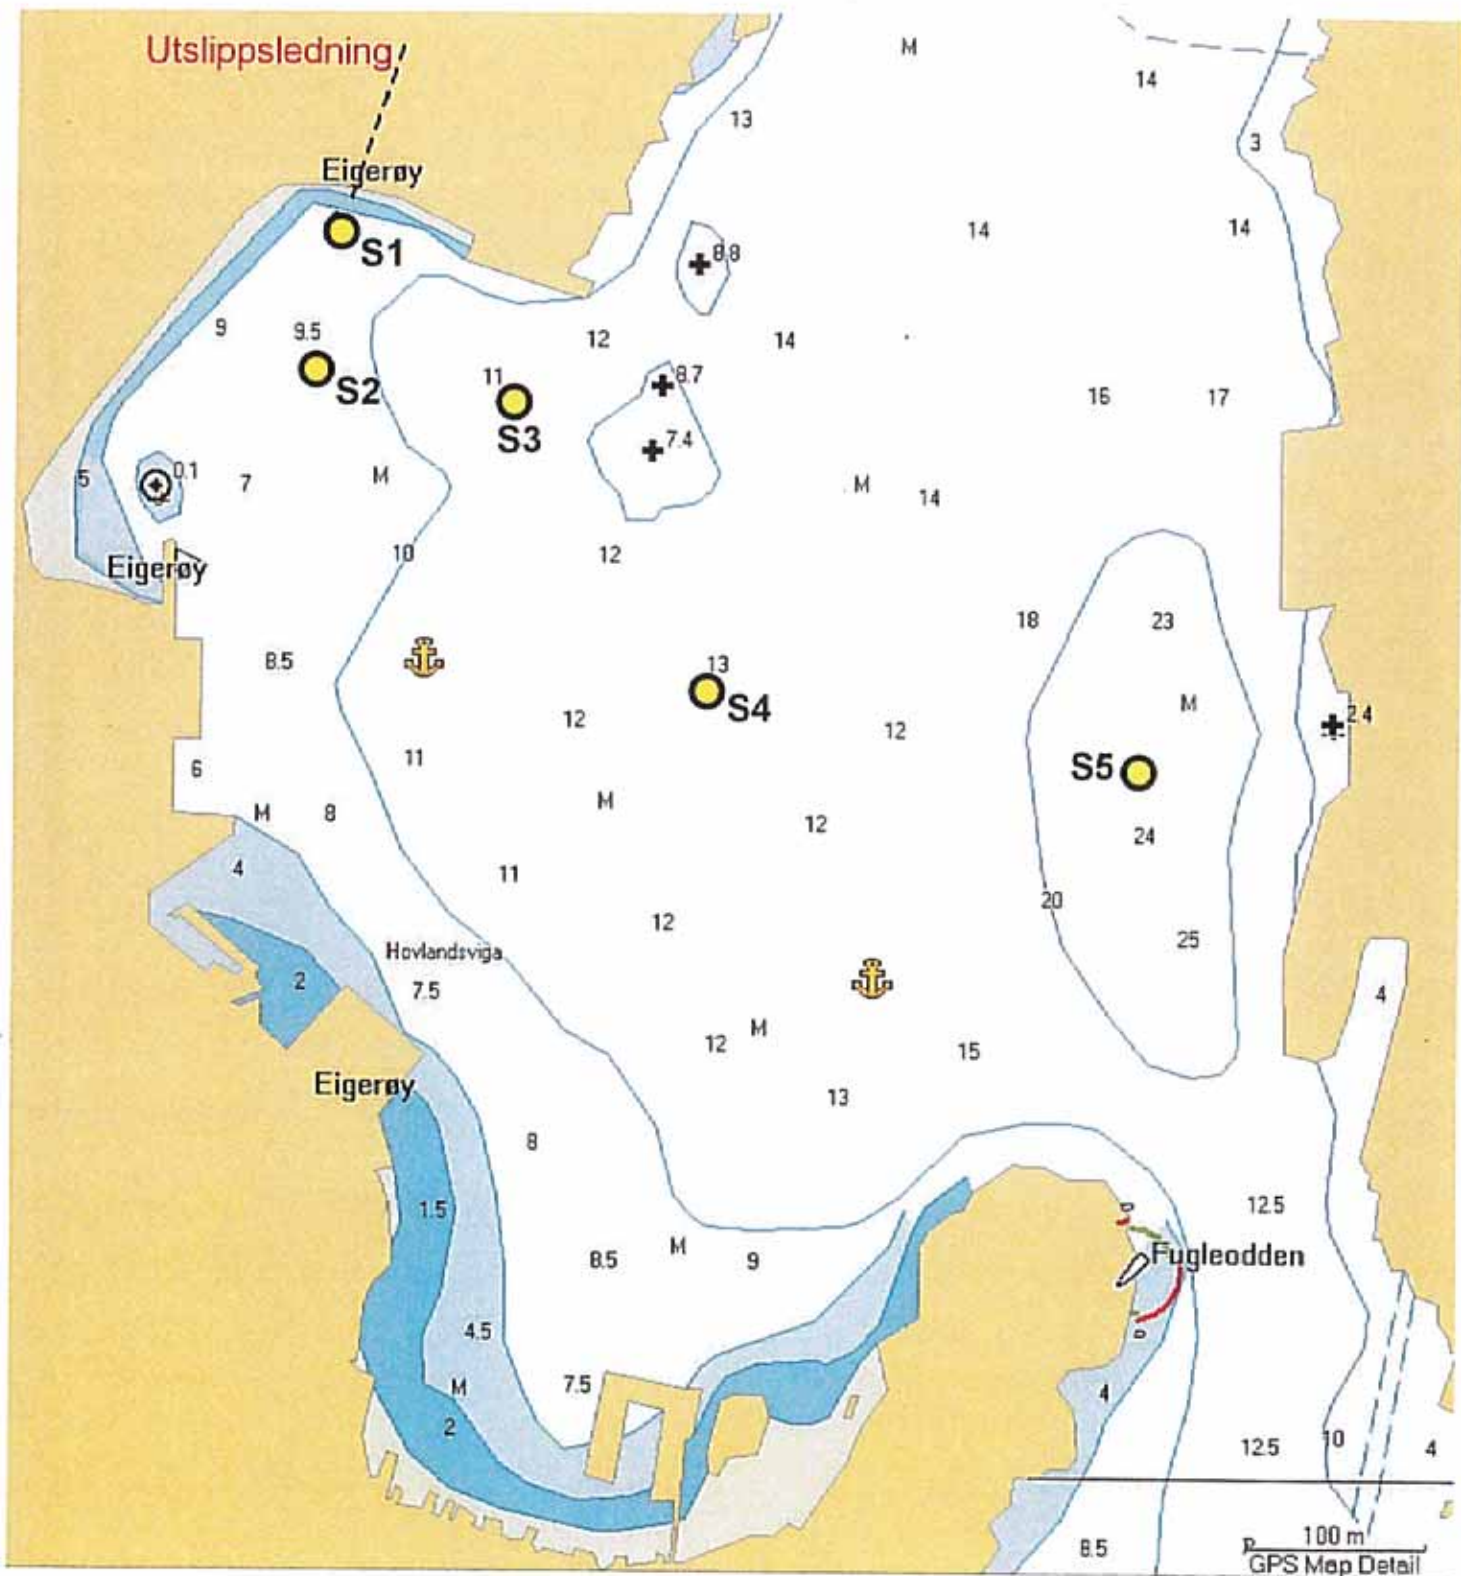 M
Utslippsledning
14
13
3
Eigerøy
14
14
S1
8.8
9
9.5
12
14
8.7
11
S2
16
17
S3
7.4
5
0.1
7
M
M
14
10
12
Eigerøy
18
23
8.5
13
S4
M
2.4
12
12
11
S5
6
M
M
8
12
24
4
11
20
12
25
Hovlandsviga
2
7.5
4
M
12
15
Eigerøy
13
8
1.5
12.5
D
M
8.5
9
Fugleodden
4.5
D
7.5
M
4
2
12.5
10
4
8.5
100 m
GPS Map Detail